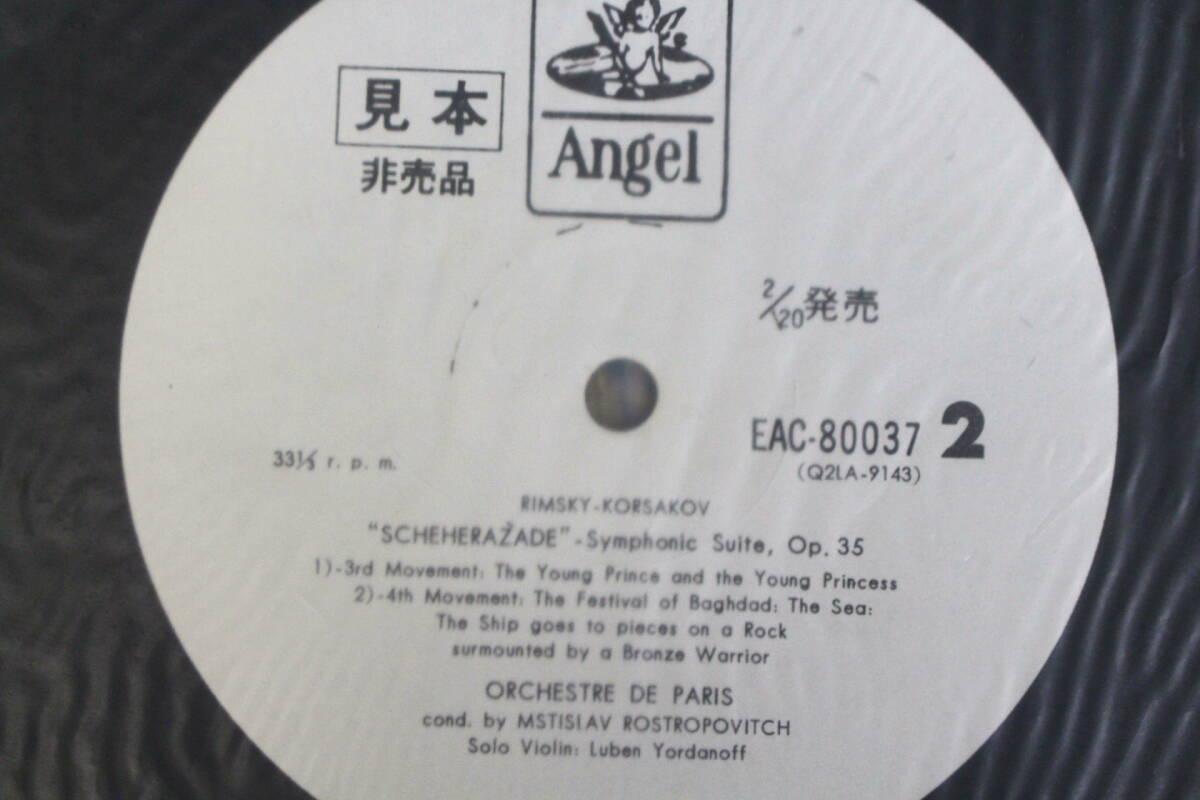 見本
非売品
Angel
2/20発売
EAC-80037 2
(Q2LA-9143)
33⅓ r. p. m.
RIMSKY-KORSAKOV
"SCHEHERAŽADE"-Symphonic Suite, Op. 35
1)-3rd Movement: The Young Prince and the Young Princess
2)-4th Movement: The Festival of Baghdad: The Sea:
The Ship goes to pieces on a Rock
surmounted by a Bronze Warrior
ORCHESTRE DE PARIS
cond. by MSTISLAV ROSTROPOVITCH
Solo Violin: Luben Yordanoff